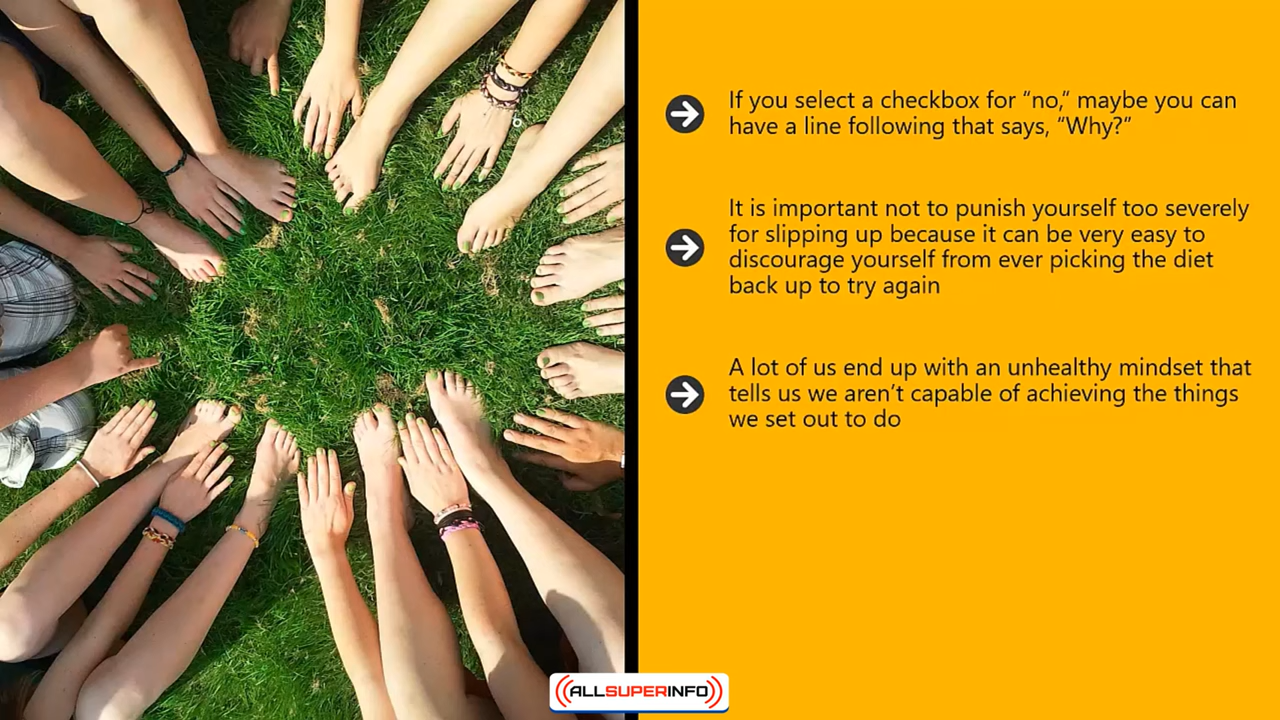 If you select a checkbox for “no,” maybe you can
have a line following that says, “Why?”
It is important not to punish yourself too severely
for slipping up because it can be very easy to
discourage yourself from ever picking the diet
back up to try again
A lot of us end up with an unhealthy mindset that
tells us we aren’t capable of achieving the things
we set out to do
ALLSUPERINFO